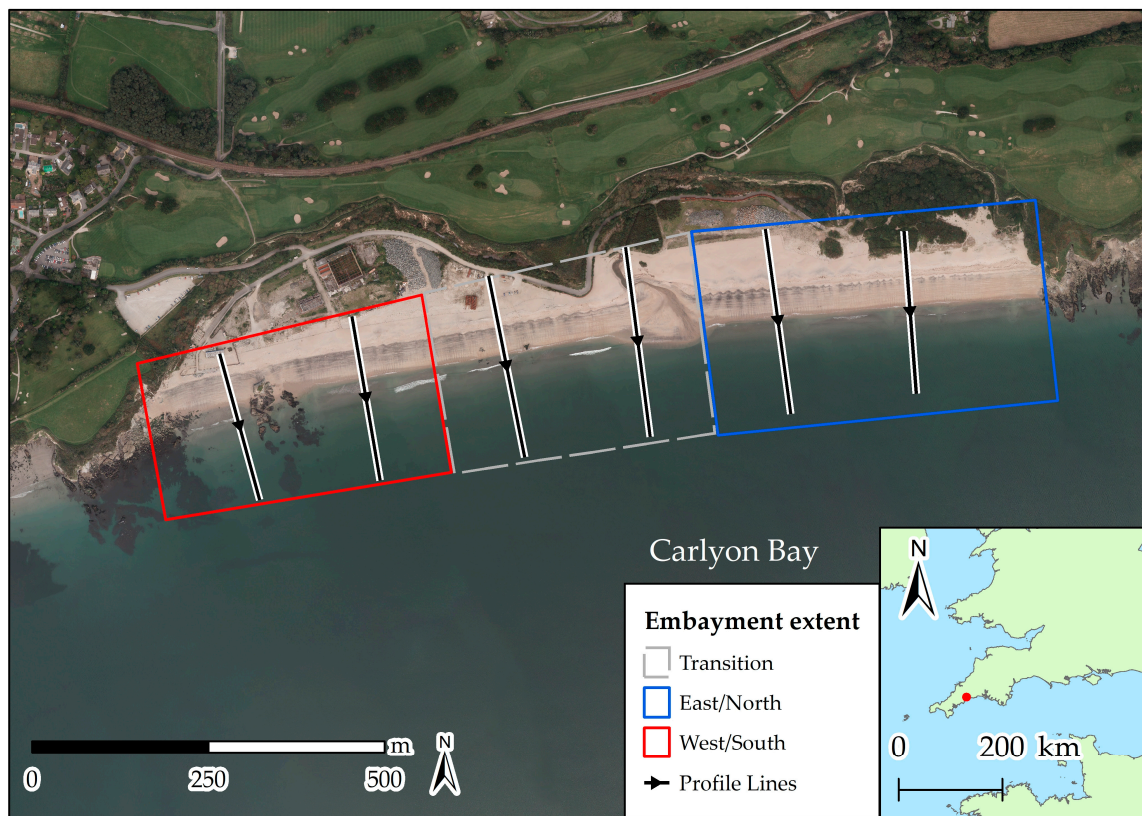 Carlyon Bay
Embayment extent
Transition
East/North
West/South
Profile Lines
m
0 250 500
N
N
0 200 km